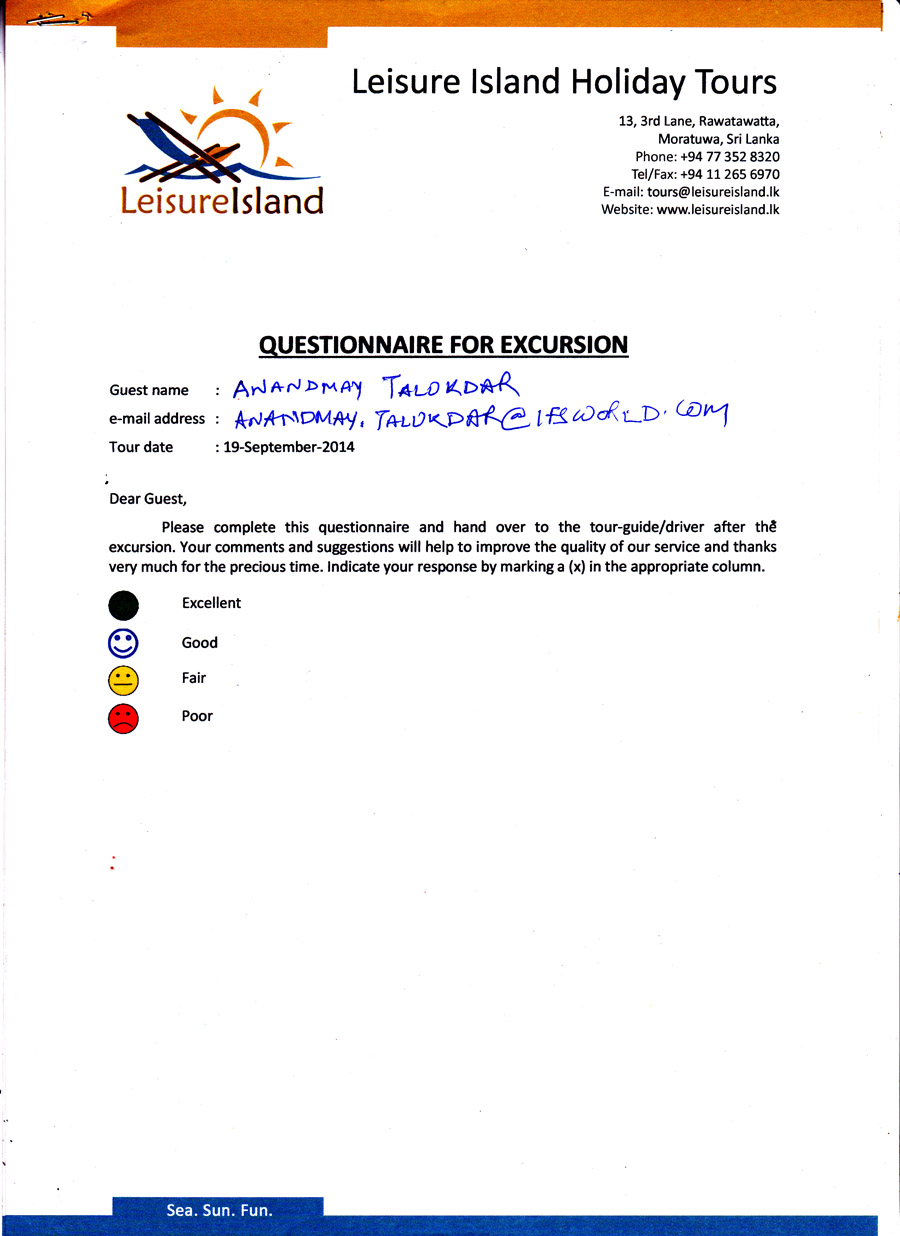 Leisure Island Holiday Tours
13, 3rd Lane, Rawatawatta,
Moratuwa, Sri Lanka
Phone: +94 77 352 8320
Tel/Fax: +94 11 265 6970
E-mail: tours@leisureisland.lk
Website: www.leisureisland.lk
LeisureIsland
QUESTIONNAIRE FOR EXCURSION
Guest name : ANANDMAY TALUKDAR
e-mail address : ANANDMAY.TALUKDAR@IFSWORLD.COM
Tour date : 19-September-2014
Dear Guest,
Please complete this questionnaire and hand over to the tour-guide/driver after the
excursion. Your comments and suggestions will help to improve the quality of our service and thanks
very much for the precious time. Indicate your response by marking a (x) in the appropriate column.
Excellent
Good
Fair
Poor
Sea. Sun. Fun.